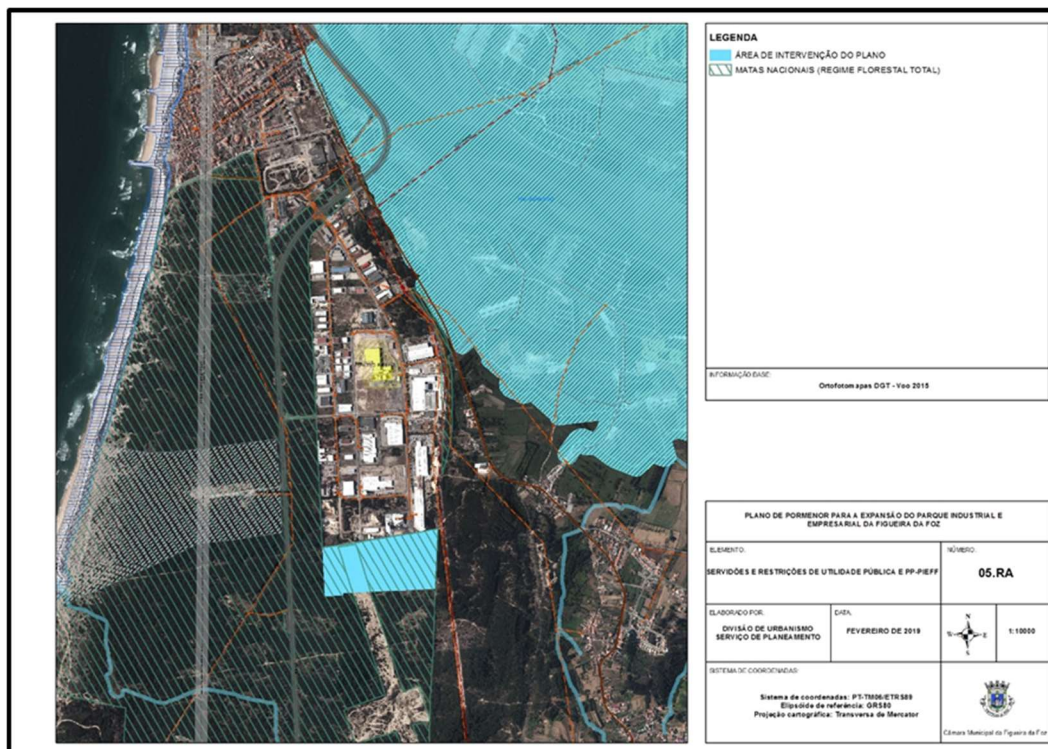 LEGENDA
ÁREA DE INTERVENÇÃO DO PLANO
MATAS NACIONAIS (REGIME FLORESTAL TOTAL)
INFORMAÇÃO BASE:
Ortofotomapas DGT - Voo 2015
PLANO DE PORMENOR PARA A EXPANSÃO DO PARQUE INDUSTRIAL E
EMPRESARIAL DA FIGUEIRA DA FOZ
ELEMENTO:
SERVIDÕES E RESTRIÇÕES DE UTILIDADE PÚBLICA E PP-PIEFF
NÚMERO:
05.RA
ELABORADO POR:
DIVISÃO DE URBANISMO
SERVIÇO DE PLANEAMENTO
DATA:
FEVEREIRO DE 2019
N
S
E
1:10000
SISTEMA DE COORDENADAS:
Sistema de coordenadas: PT-TM06/ETRS89
Elipsóide de referência: GRS80
Projeção cartográfica: Transversa de Mercator
Câmara Municipal da Figueira da Foz